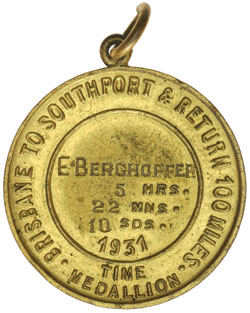 BRISBANE TO SOUTHPORT & RETURN 100 MILES.
E. BERGHOFFER
5 HRS.
22 MNS.
10 SDS.
1931
TIME
MEDALLION.